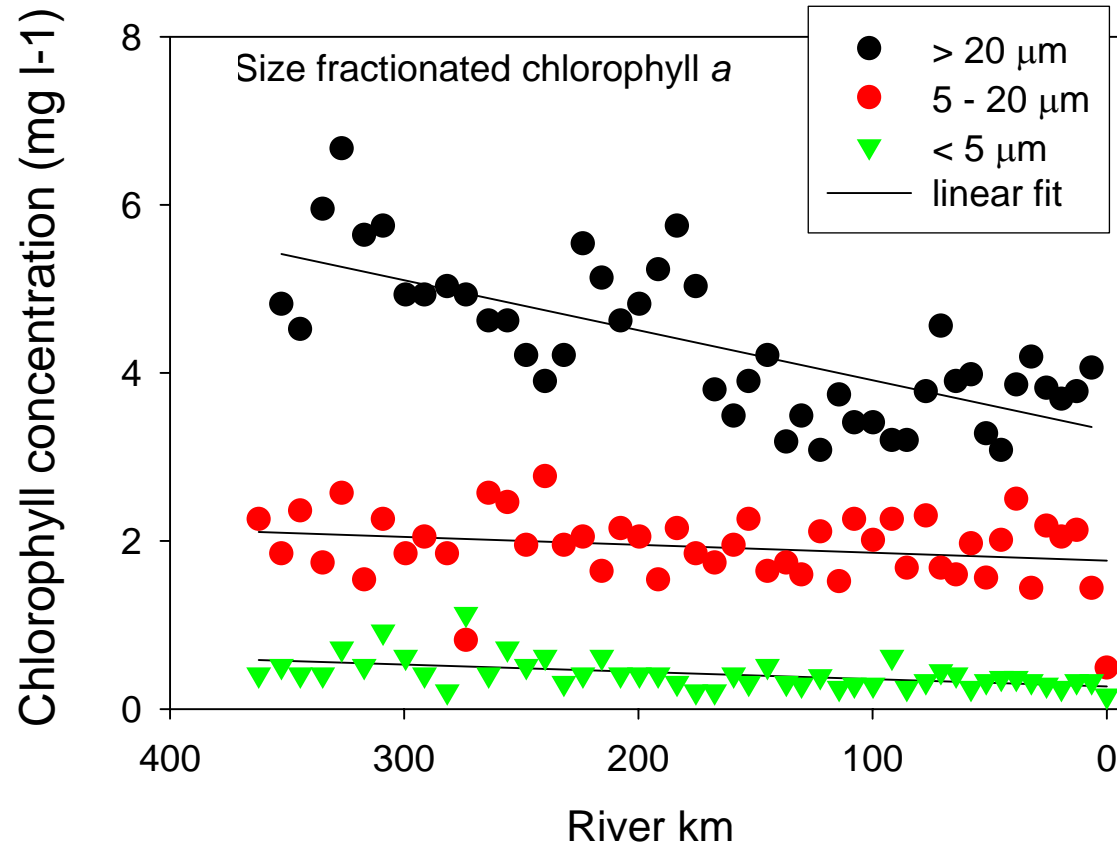 Size fractionated chlorophyll a
> 20 μm
5 - 20 μm
< 5 μm
linear fit
Chlorophyll concentration (mg l-1)
8
6
4
2
0
400
300
200
100
0
River km